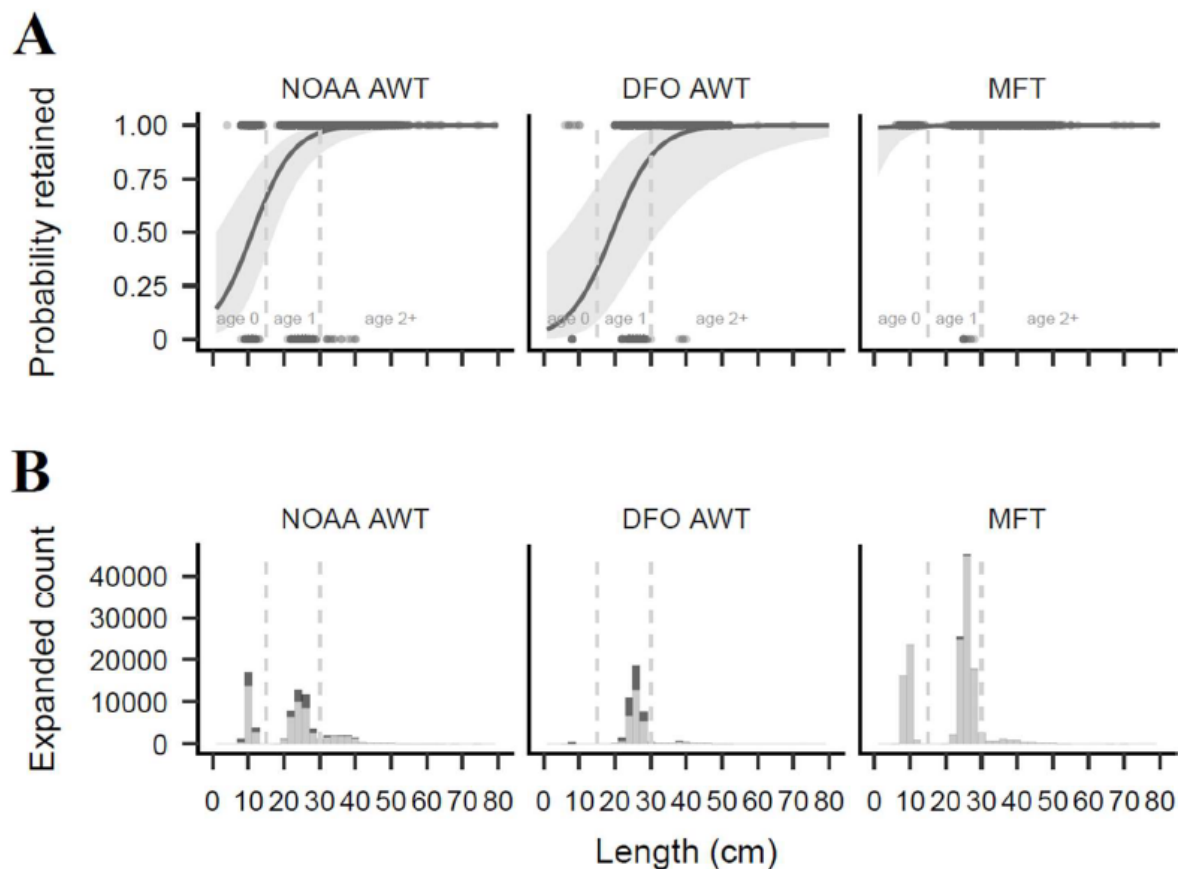 A
NOAA AWT DFO AWT MFT
Probability retained
1.00
0.75
0.50
0.25
0
age 0 age 1 age 2+ age 0 age 1 age 2+ age 0 age 1 age 2+
B
NOAA AWT DFO AWT MFT
Expanded count
40000
30000
20000
10000
0
0 10 20 30 40 50 60 70 80 0 10 20 30 40 50 60 70 80 0 10 20 30 40 50 60 70 80
Length (cm)